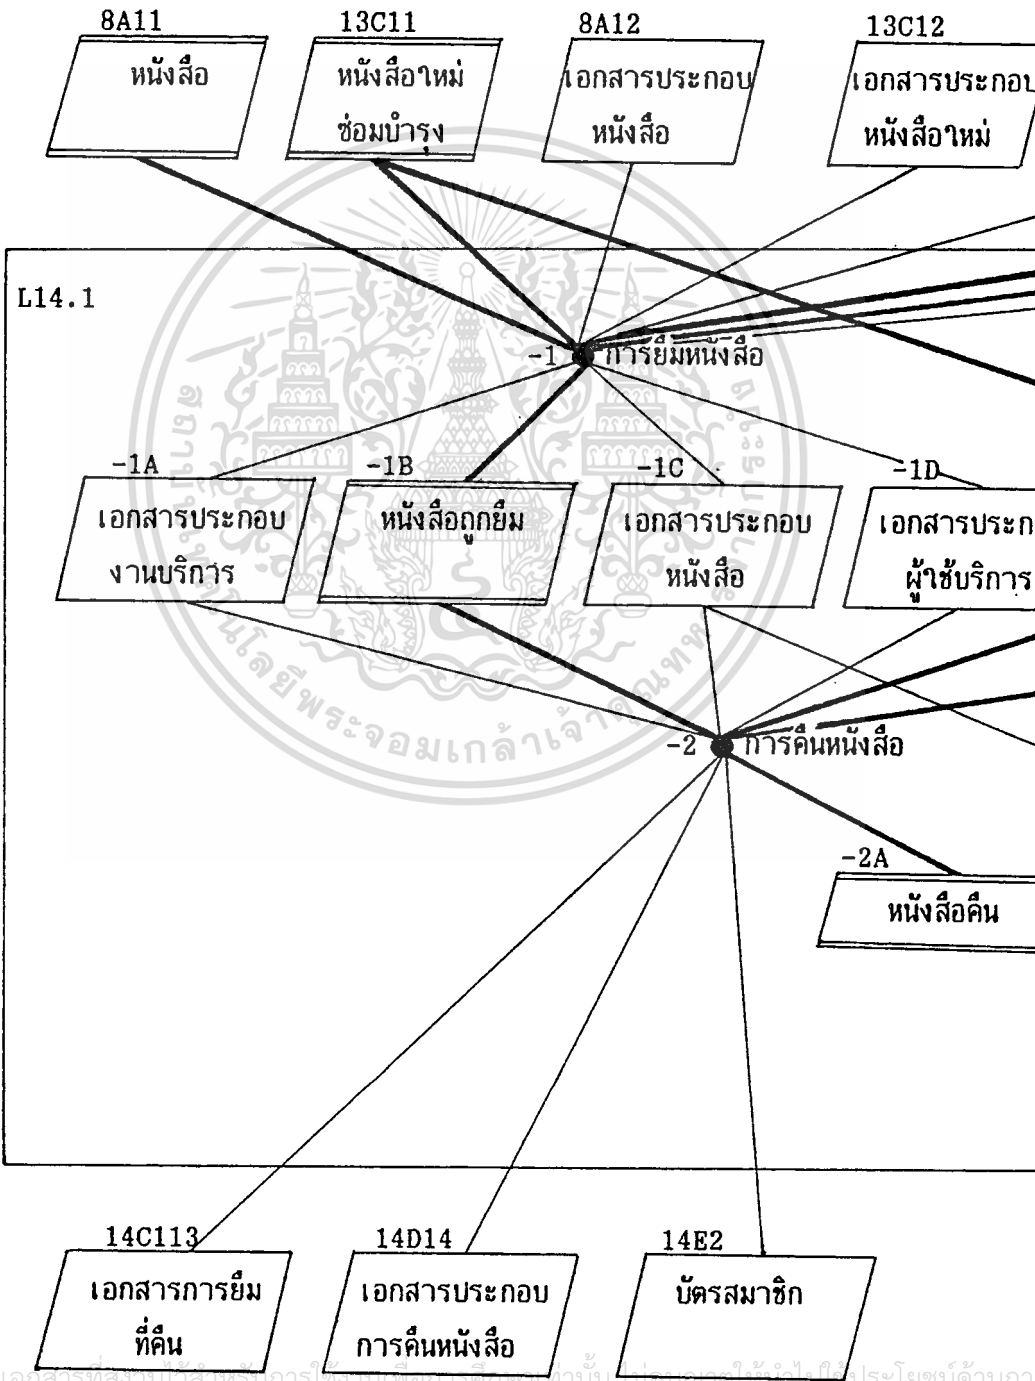 8A11
13C11
8A12
13C12
หนังสือ
หนังสือใหม่
ซ่อมบำรุง
เอกสารประกอบ
หนังสือ
เอกสารประกอบ
หนังสือใหม่
L14.1
-1 การยืมหนังสือ
-1A
-1B
-1C
-1D
เอกสารประกอบ
งานบริการ
หนังสือถูกยืม
เอกสารประกอบ
หนังสือ
เอกสารประก
ผู้ใช้บริการ
-2 การคืนหนังสือ
-2A
หนังสือคืน
14C113
14D14
14E2
เอกสารการยืม
ที่คืน
เอกสารประกอบ
การคืนหนังสือ
บัตรสมาชิก